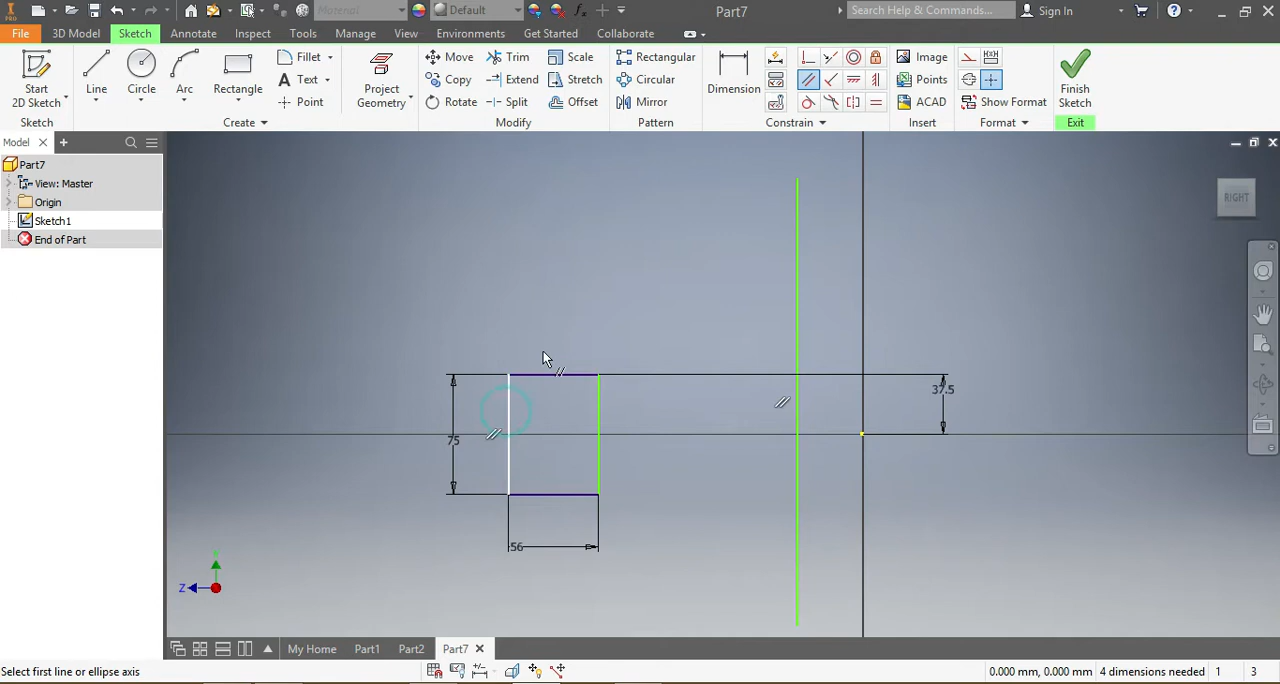 PRO
Material
Default
Part7
Search Help & Commands...
Sign In
File
3D Model
Sketch
Annotate
Inspect
Tools
Manage
View
Environments
Get Started
Collaborate
Start
2D Sketch
Line
Circle
Arc
Rectangle
Fillet
Text
Point
Project
Geometry
Move
Copy
Rotate
Trim
Extend
Split
Scale
Stretch
Offset
Rectangular
Circular
Mirror
Dimension
Image
Points
ACAD
Show Format
Finish
Sketch
Sketch
Create
Modify
Pattern
Constrain
Insert
Format
Exit
Model
Part7
View: Master
Origin
Sketch1
End of Part
RIGHT
37.5
75
56
Z
My Home
Part1
Part2
Part7
Select first line or ellipse axis
0.000 mm, 0.000 mm
4 dimensions needed
1
3